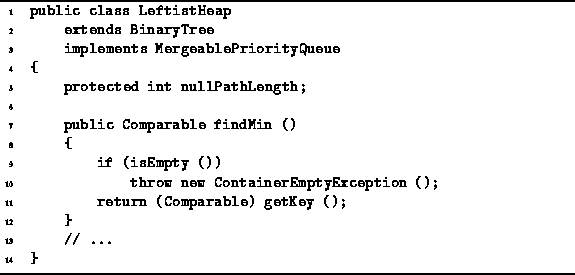 1 public class LeftistHeap
2     extends BinaryTree
3     implements MergeablePriorityQueue
4 {
5     protected int nullPathLength;
6
7     public Comparable findMin ()
8     {
9         if (isEmpty ())
10             throw new ContainerEmptyException ();
11         return (Comparable) getKey ();
12     }
13     // ...
14 }